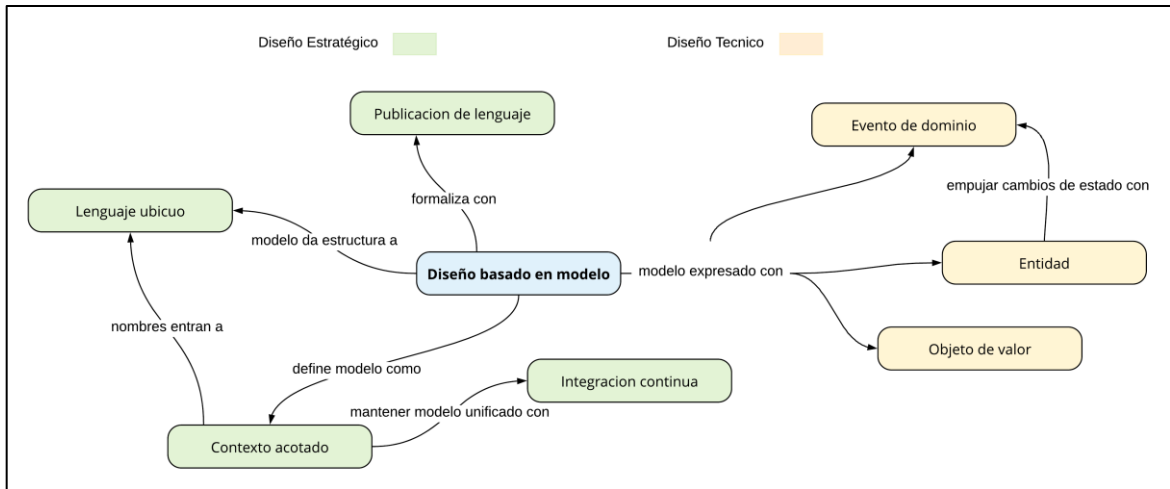 Diseño Estratégico
Diseño Tecnico
Publicacion de lenguaje
Evento de dominio
empujar cambios de estado con
formaliza con
Lenguaje ubicuo
modelo da estructura a
Diseño basado en modelo
modelo expresado con
Entidad
nombres entran a
Objeto de valor
define modelo como
Integracion continua
mantener modelo unificado con
Contexto acotado